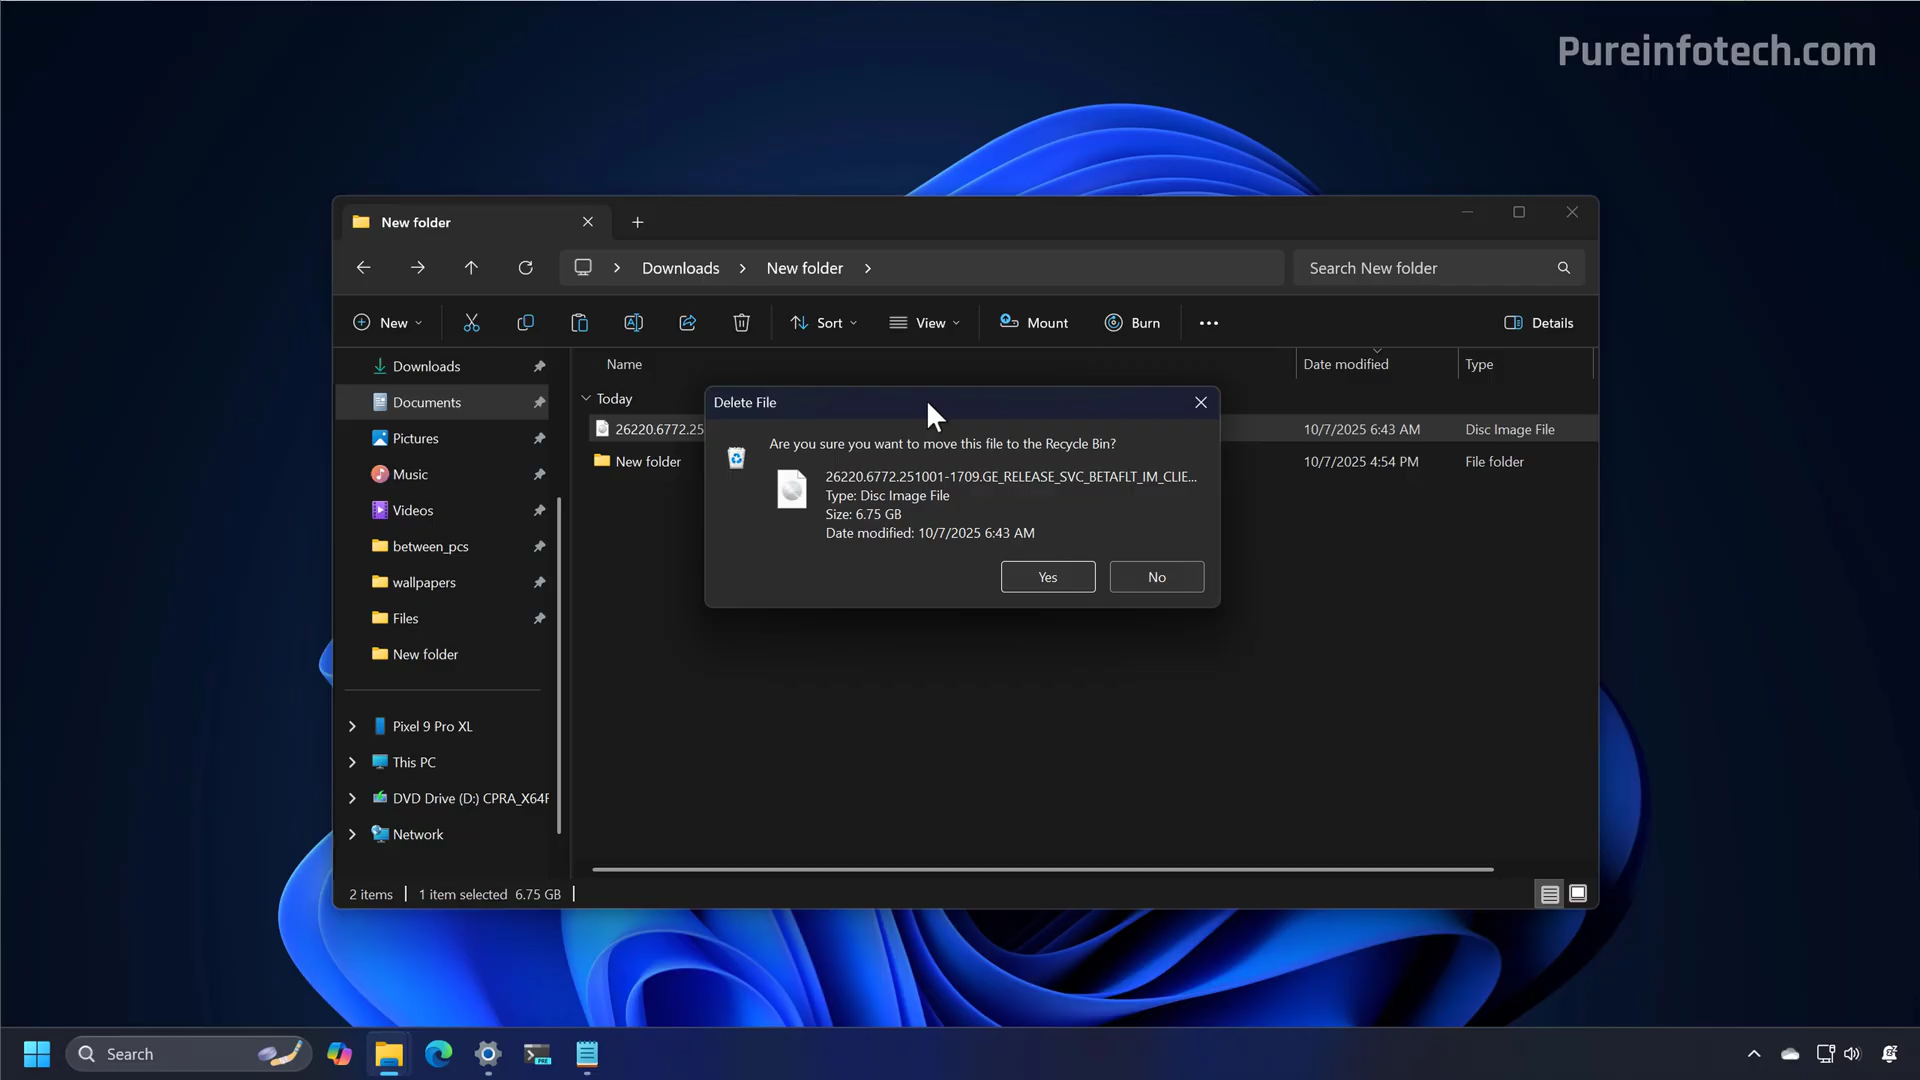 Pureinfotech.com
New folder
Downloads
New folder
Search New folder
New
Sort
View
Mount
Burn
Details
Name
Date modified
Type
Downloads
Documents
Pictures
Music
Videos
between_pcs
wallpapers
Files
New folder
Pixel 9 Pro XL
This PC
DVD Drive (D:) CPRA_X64F
Network
Today
26220.6772.25
10/7/2025 6:43 AM
Disc Image File
New folder
10/7/2025 4:54 PM
File folder
Delete File
Are you sure you want to move this file to the Recycle Bin?
26220.6772.251001-1709.GE_RELEASE_SVC_BETAFLT_IM_CLIE...
Type: Disc Image File
Size: 6.75 GB
Date modified: 10/7/2025 6:43 AM
Yes
No
2 items
1 item selected 6.75 GB
Search
PRE